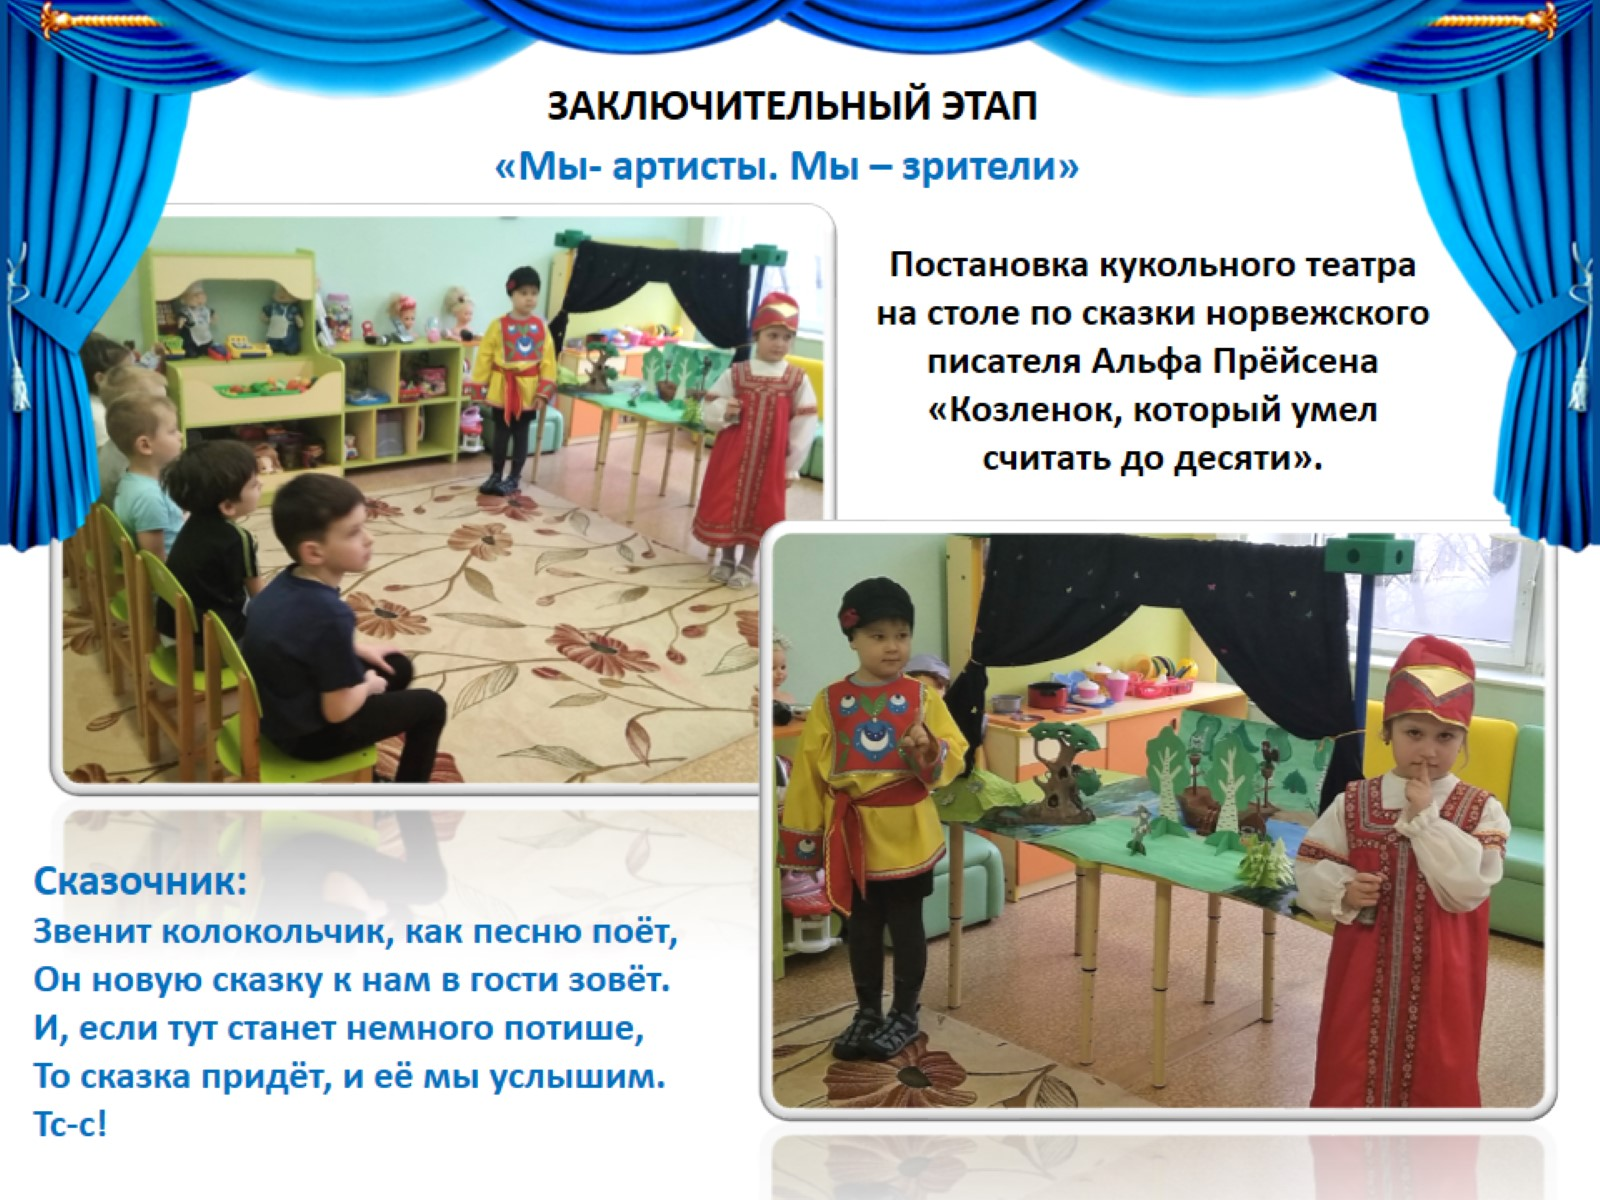 ЗАКЛЮЧИТЕЛЬНЫЙ ЭТАП
«Мы- артисты. Мы – зрители»
Постановка кукольного театра
на столе по сказки норвежского
писателя Альфа Прёйсена
«Козленок, который умел
считать до десяти».
Сказочник:
Звенит колокольчик, как песню поёт,
Он новую сказку к нам в гости зовёт.
И, если тут станет немного потише,
То сказка придёт, и её мы услышим.
Тс-с!